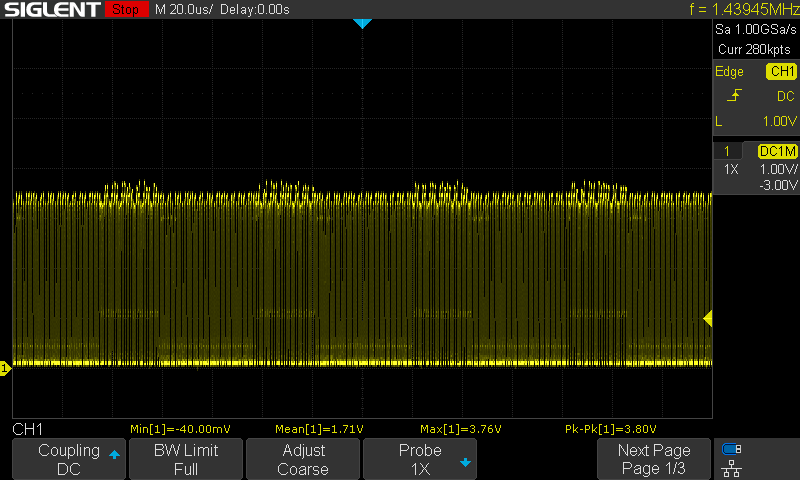 SIGLENT Stop M 20.0us/ Delay:0.00s f = 1.43945MHz
Sa 1.00GSa/s
Curr 280kpts
Edge CH1
DC
L 1.00V
1 DC1M
1X 1.00V/
-3.00V
1
CH1 Min[1]=-40.00mV Mean[1]=1.71V Max[1]=3.76V Pk-Pk[1]=3.80V
Coupling BW Limit Adjust Probe Next Page
DC Full Coarse 1X Page 1/3